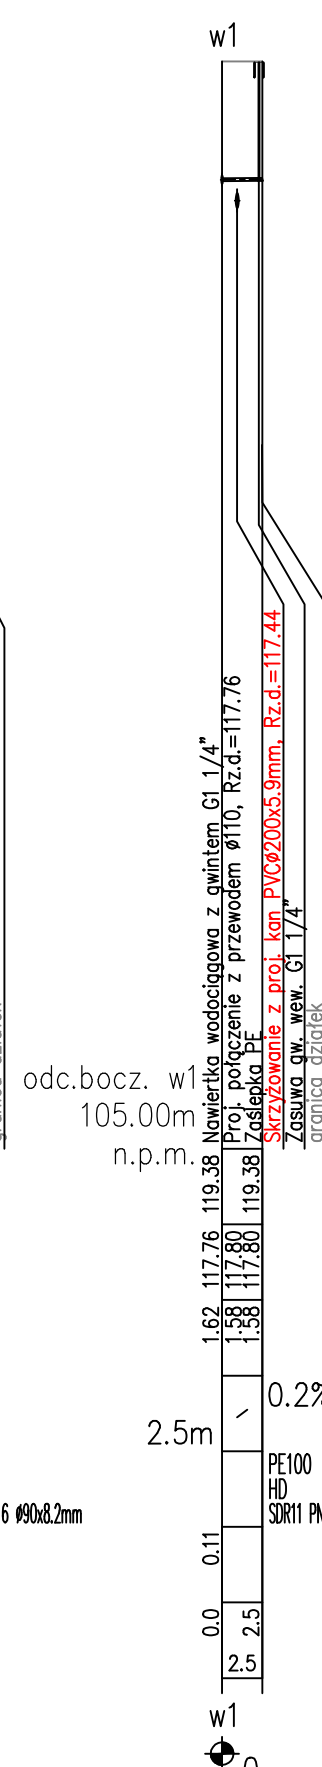 w1
Nawiertka wodociągowa z gwintem G1 1/4"
Proj. połączenie z przewodem ø110, Rz.d.=117.76
Zaślepka PE
Skrzyżowanie z proj. kan PVCø200x5.9mm, Rz.d.=117.44
Zasuwa gw. wew. G1 1/4"
granica działek
odc.bocz. w1
105.00m
n.p.m.
119.38 119.38
117.76 117.80 117.80
1.62 1.58 1.58
0.2%
2.5m
PE100
HD
SDR11 PN
6 ø90x8.2mm
0.11
0.0 2.5
2.5
w1